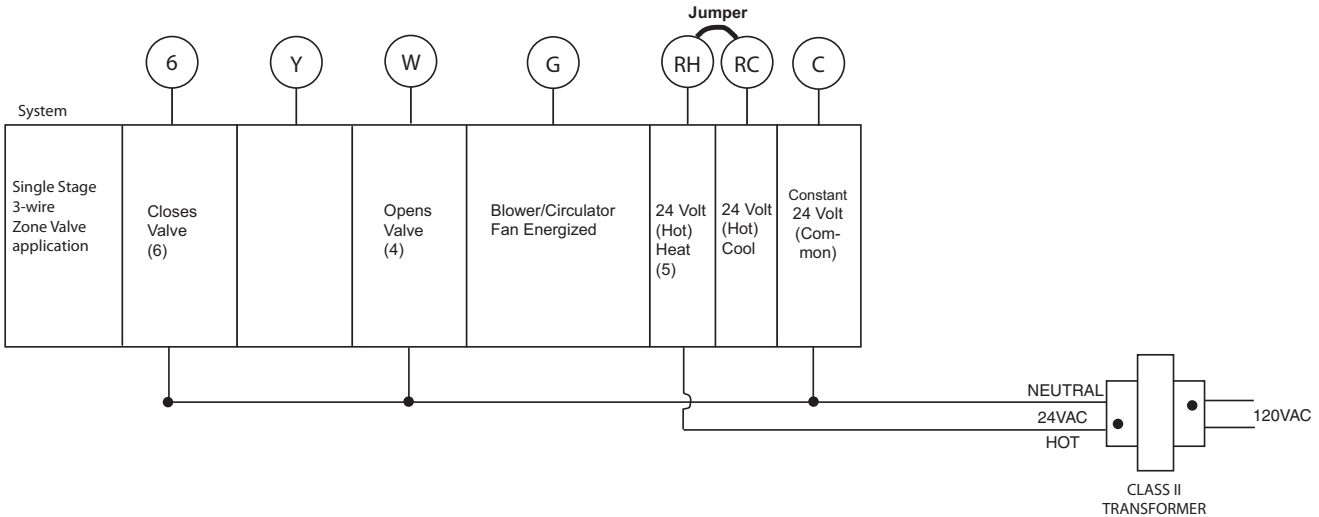 Jumper
6
Y
W
G
RH
RC
C
System
Single Stage
3-wire
Zone Valve
application
Closes
Valve
(6)
Opens
Valve
(4)
Blower/Circulator
Fan Energized
24 Volt
(Hot)
Heat
(5)
24 Volt
(Hot)
Cool
Constant
24 Volt
(Com-
mon)
NEUTRAL
24VAC
HOT
120VAC
CLASS II
TRANSFORMER